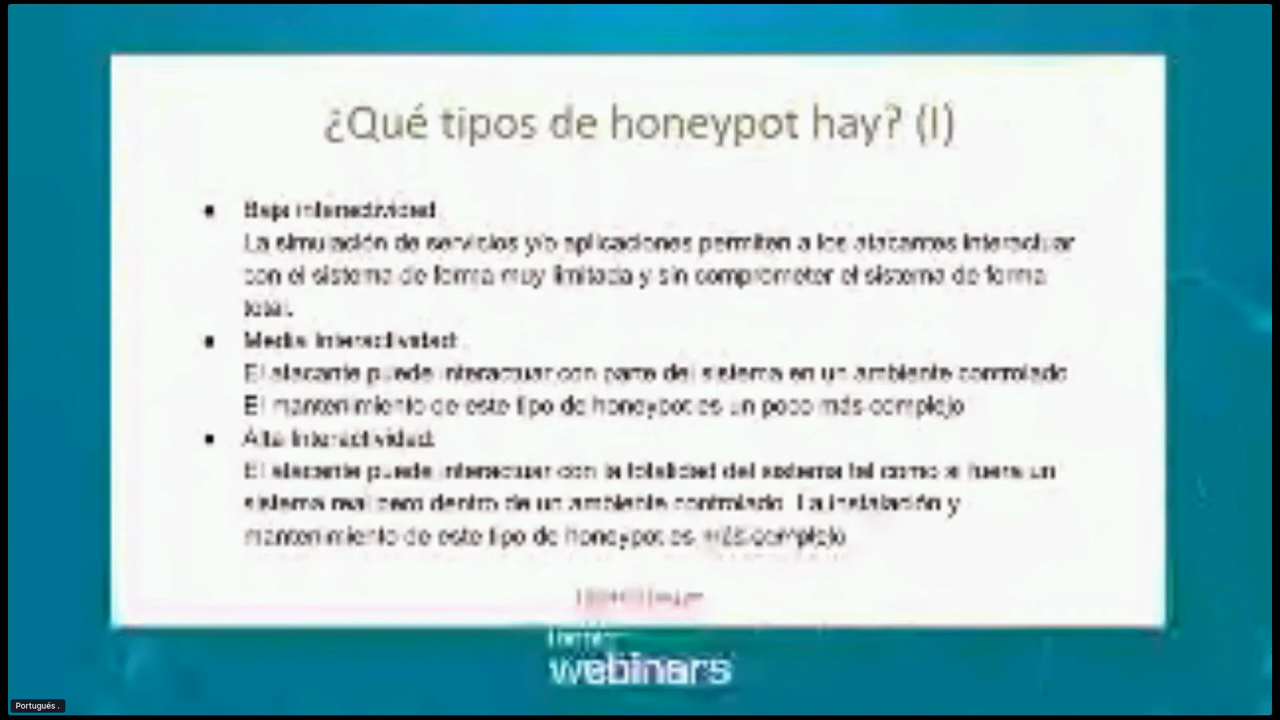 ¿Qué tipos de honeypot hay? (I)
● Baja interactividad:
La simulación de servicios y/o aplicaciones permiten a los atacantes interactuar
con el sistema de forma muy limitada y sin comprometer el sistema de forma
total.
● Media Interactividad:
El atacante puede interactuar con parte del sistema en un ambiente controlado
El mantenimiento de este tipo de honeypot es un poco más complejo
● Alta Interactividad:
El atacante puede interactuar con la totalidad del sistema tal como si fuera un
sistema real pero dentro de un ambiente controlado. La instalación y
mantenimiento de este tipo de honeypot es más complejo
webinars
Portugués .